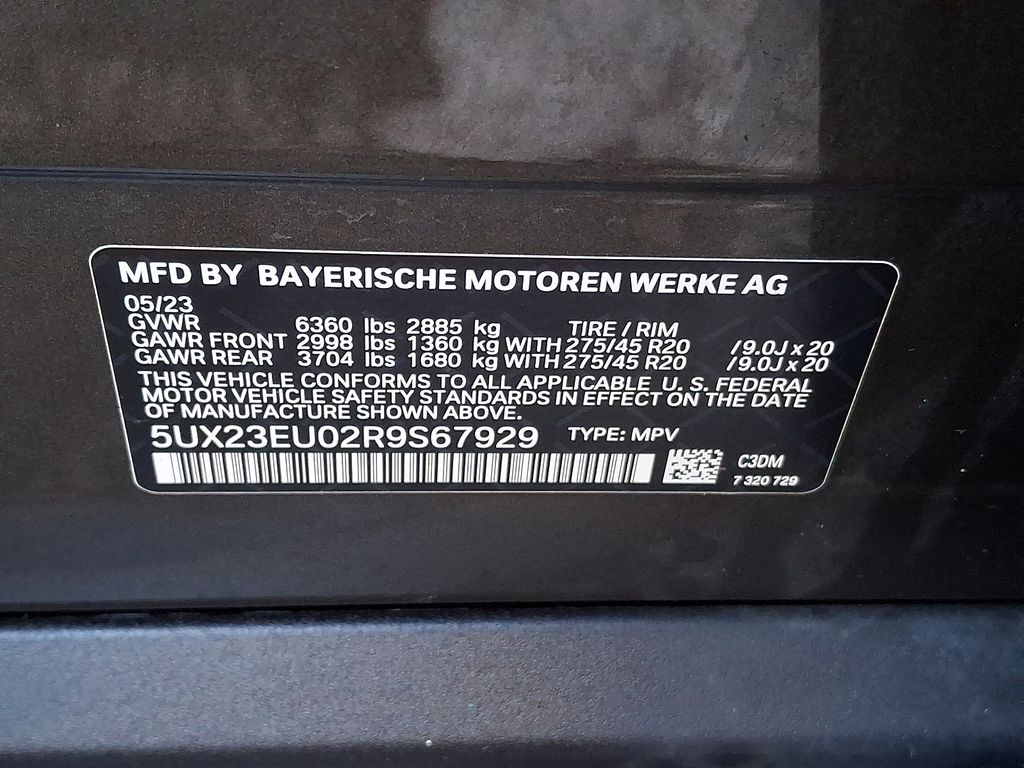 MFD BY BAYERISCHE MOTOREN WERKE AG
05/23
GVWR 6360 lbs 2885 kg TIRE / RIM
GAWR FRONT 2998 lbs 1360 kg WITH 275/45 R20 /9.0J x 20
GAWR REAR 3704 lbs 1680 kg WITH 275/45 R20 /9.0J x 20
THIS VEHICLE CONFORMS TO ALL APPLICABLE U. S. FEDERAL
MOTOR VEHICLE SAFETY STANDARDS IN EFFECT ON THE DATE
OF MANUFACTURE SHOWN ABOVE.
5UX23EU02R9S67929 TYPE: MPV
C3DM
7 320 729